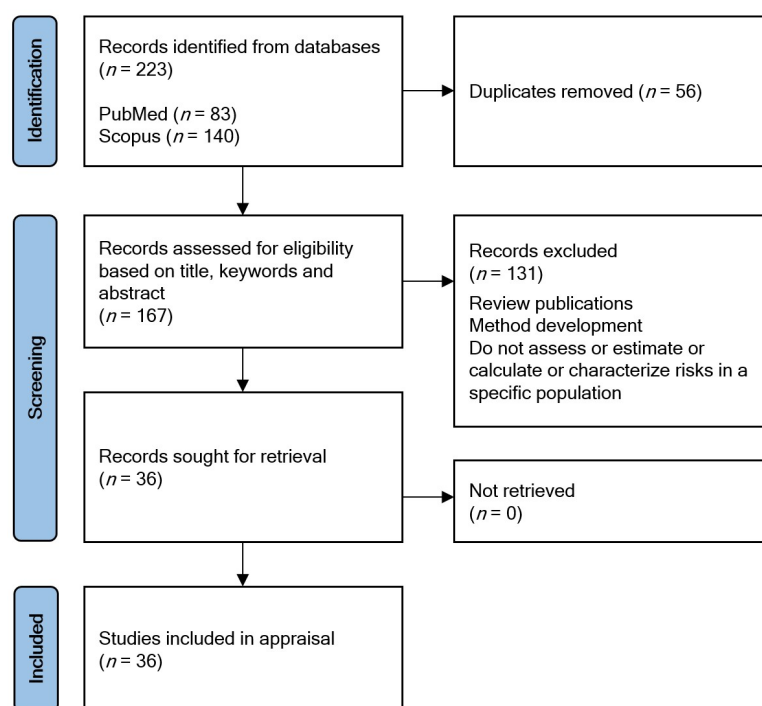 Identification
Records identified from databases
(n = 223)
PubMed (n = 83)
Scopus (n = 140)
Duplicates removed (n = 56)
Screening
Records assessed for eligibility
based on title, keywords and
abstract
(n = 167)
Records excluded
(n = 131)
Review publications
Method development
Do not assess or estimate or
calculate or characterize risks in a
specific population
Records sought for retrieval
(n = 36)
Not retrieved
(n = 0)
Included
Studies included in appraisal
(n = 36)